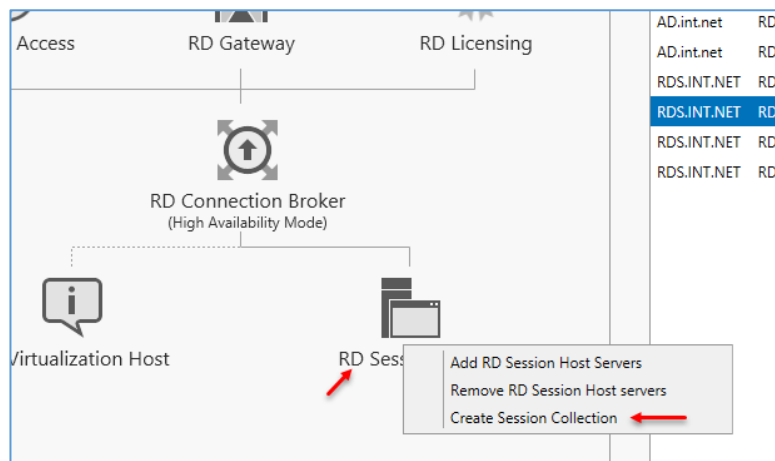 Access
RD Gateway
RD Licensing
RD Connection Broker
(High Availability Mode)
Virtualization Host
RD Sess
Add RD Session Host Servers
Remove RD Session Host servers
Create Session Collection
AD.int.net RD
AD.int.net RD
RDS.INT.NET RD
RDS.INT.NET RD
RDS.INT.NET RD
RDS.INT.NET RD